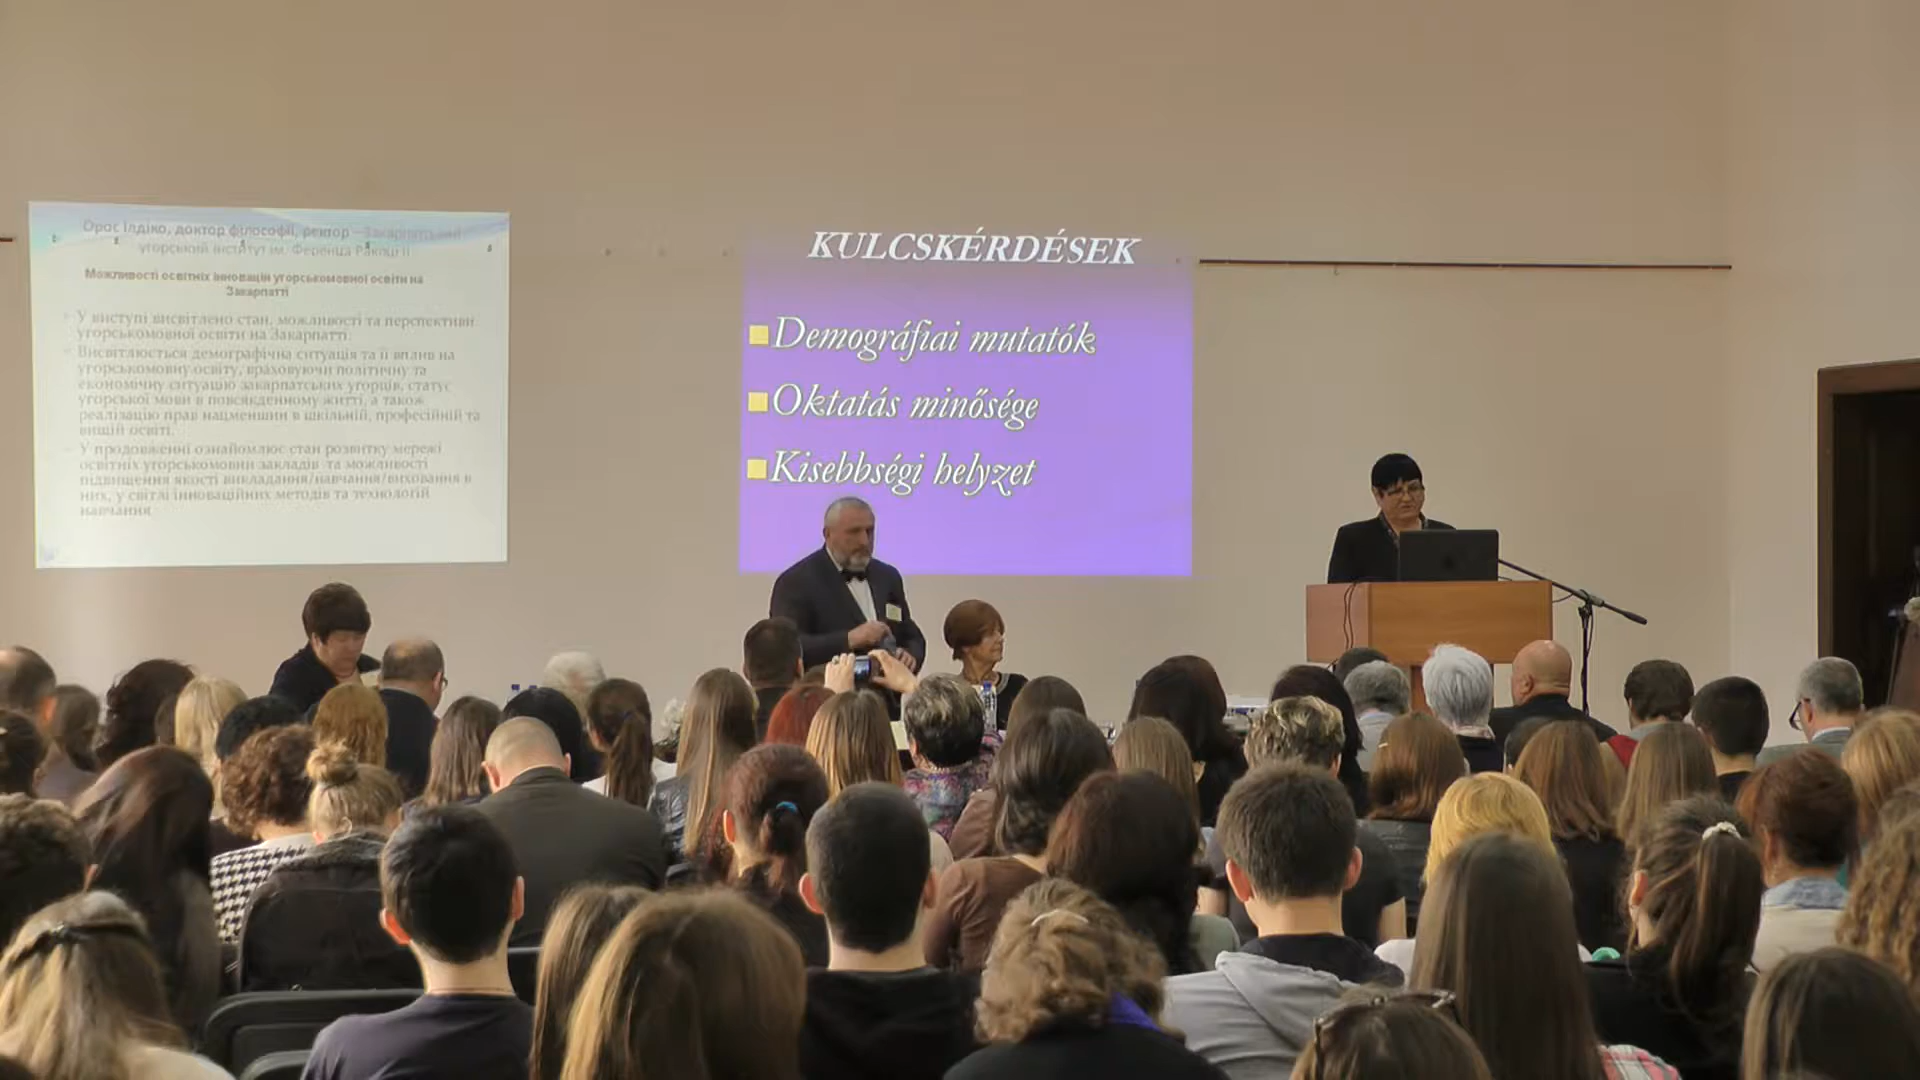 Орос Ілдіко, доктор філософії, ректор – Закарпатський
угорський інститут ім. Ференца Ракоці ІІ
Можливості освітніх інновацій угорськомовної освіти на
Закарпатті
У виступі висвітлено стан, можливості та перспективи
угорськомовної освіти на Закарпатті.
Висвітлюється демографічна ситуація та її вплив на
угорськомовну освіту, враховуючи політичну та
економічну ситуацію закарпатських угорців, статус
угорської мови в повсякденному житті, а також
реалізацію прав нацменшин в шкільній, професійній та
вищій освіті.
У продовженні ознайомлює стан розвитку мережі
освітніх угорськомовни закладів та можливості
підвищення якості викладання/навчання/виховання в
них, у світлі інноваційних методів та технологій
навчання
KULCSKÉRDÉSEK
Demográfiai mutatók
Oktatás minősége
Kisebbségi helyzet